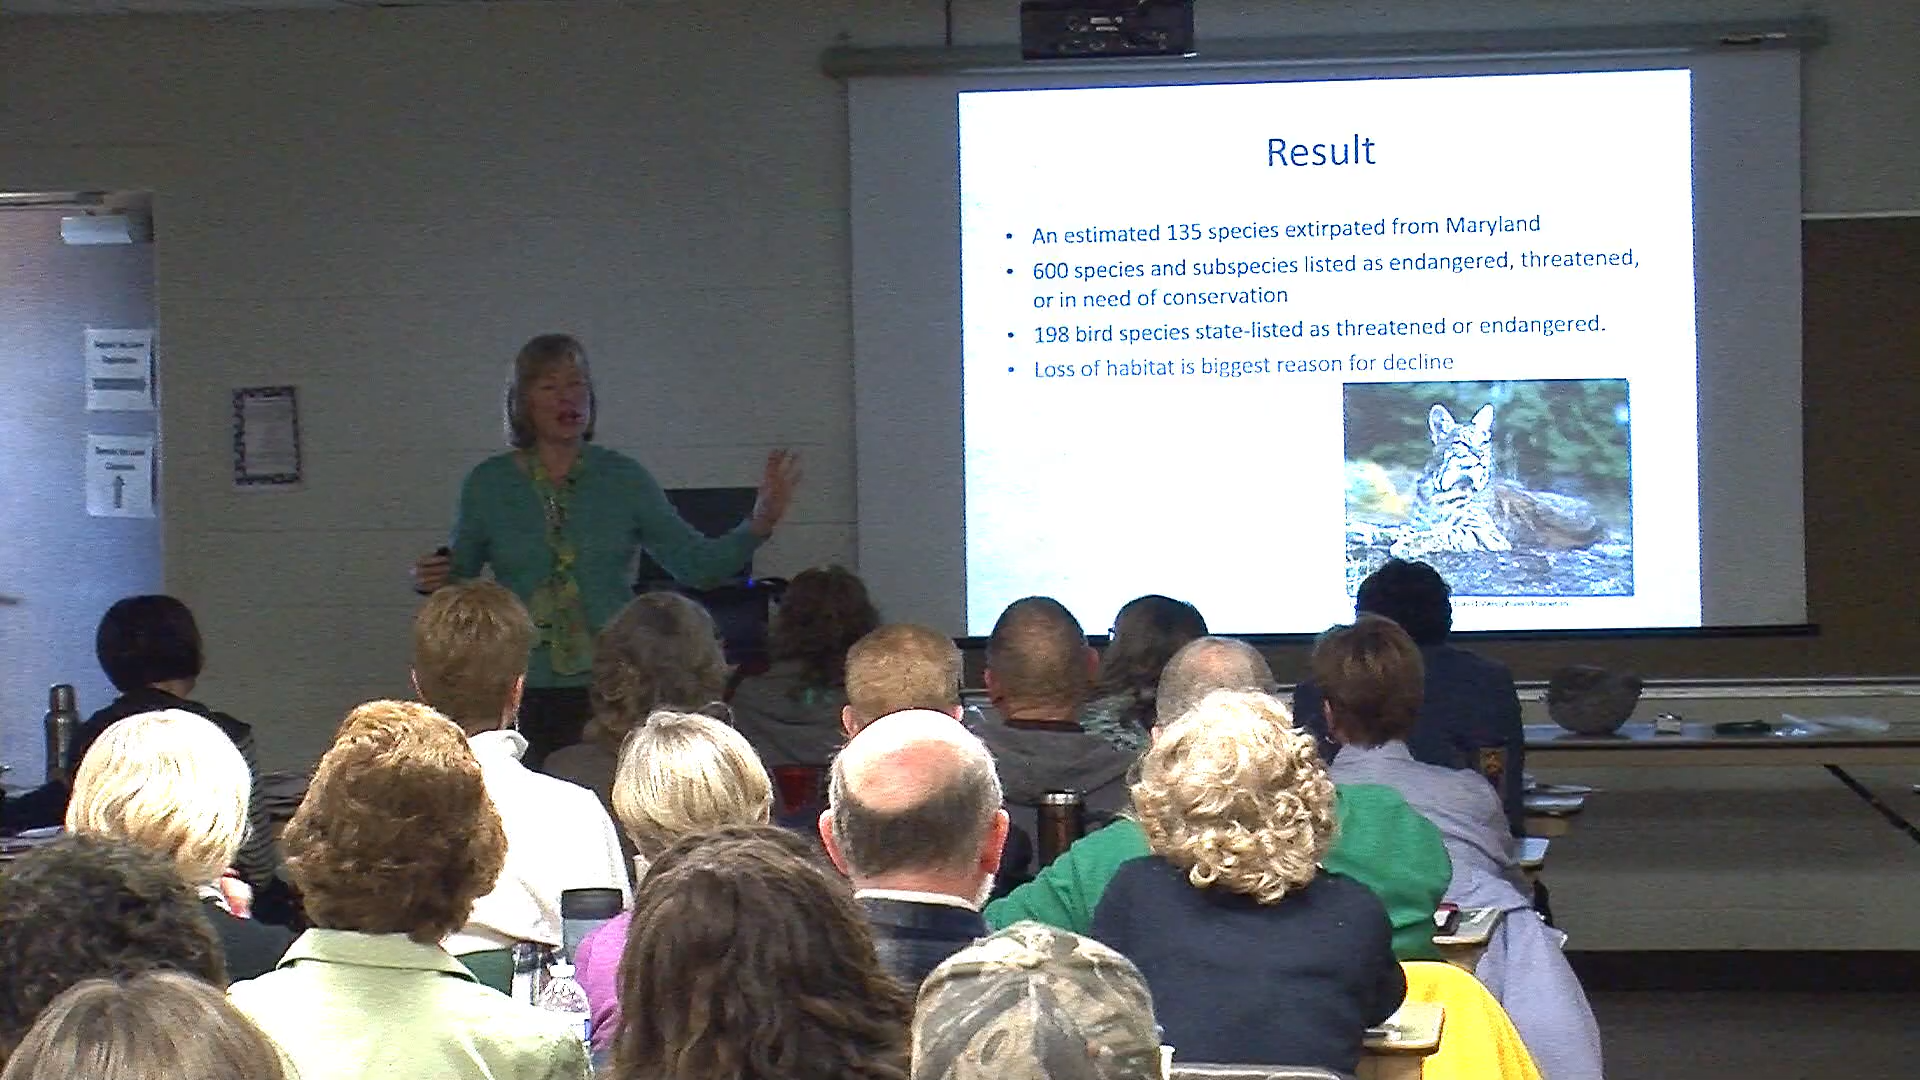 Result
• An estimated 135 species extirpated from Maryland
• 600 species and subspecies listed as endangered, threatened,
or in need of conservation
• 198 bird species state-listed as threatened or endangered.
• Loss of habitat is biggest reason for decline